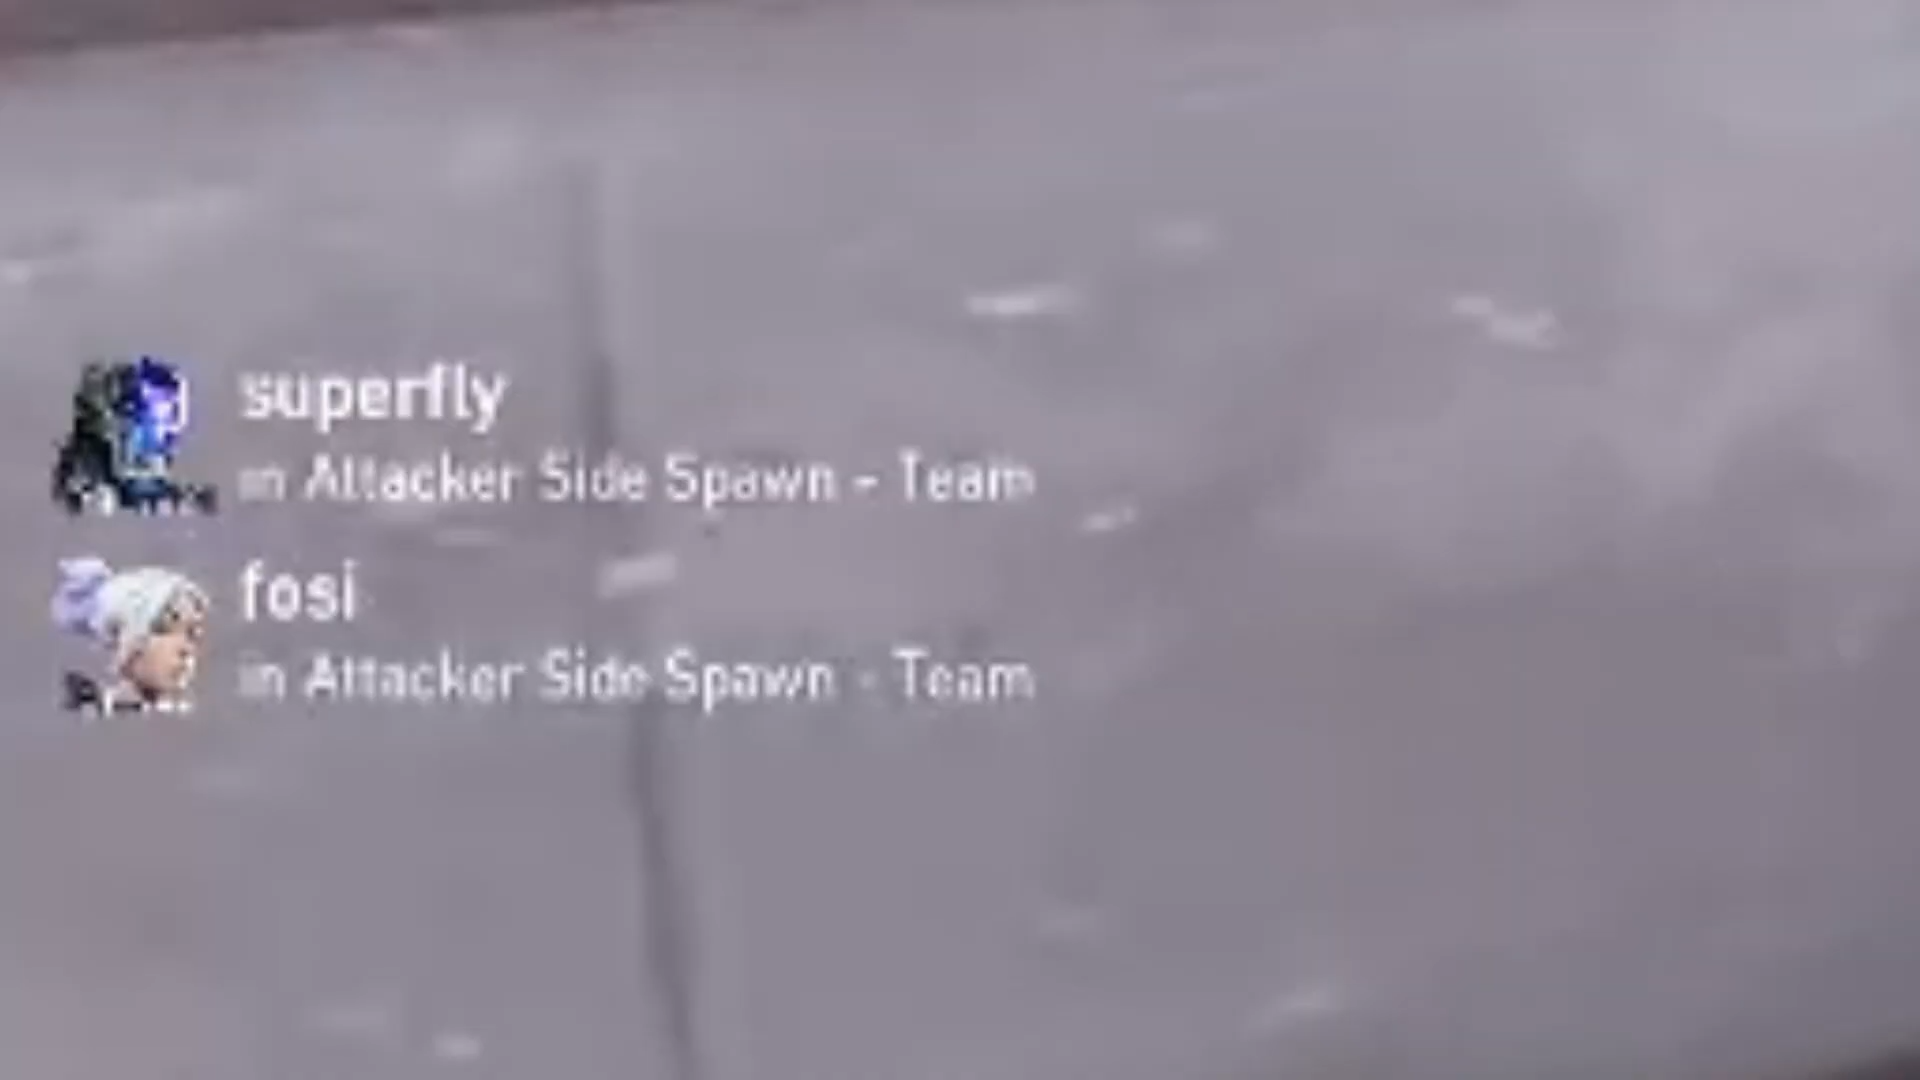 superfly
in Attacker Side Spawn - Team
fosi
in Attacker Side Spawn - Team